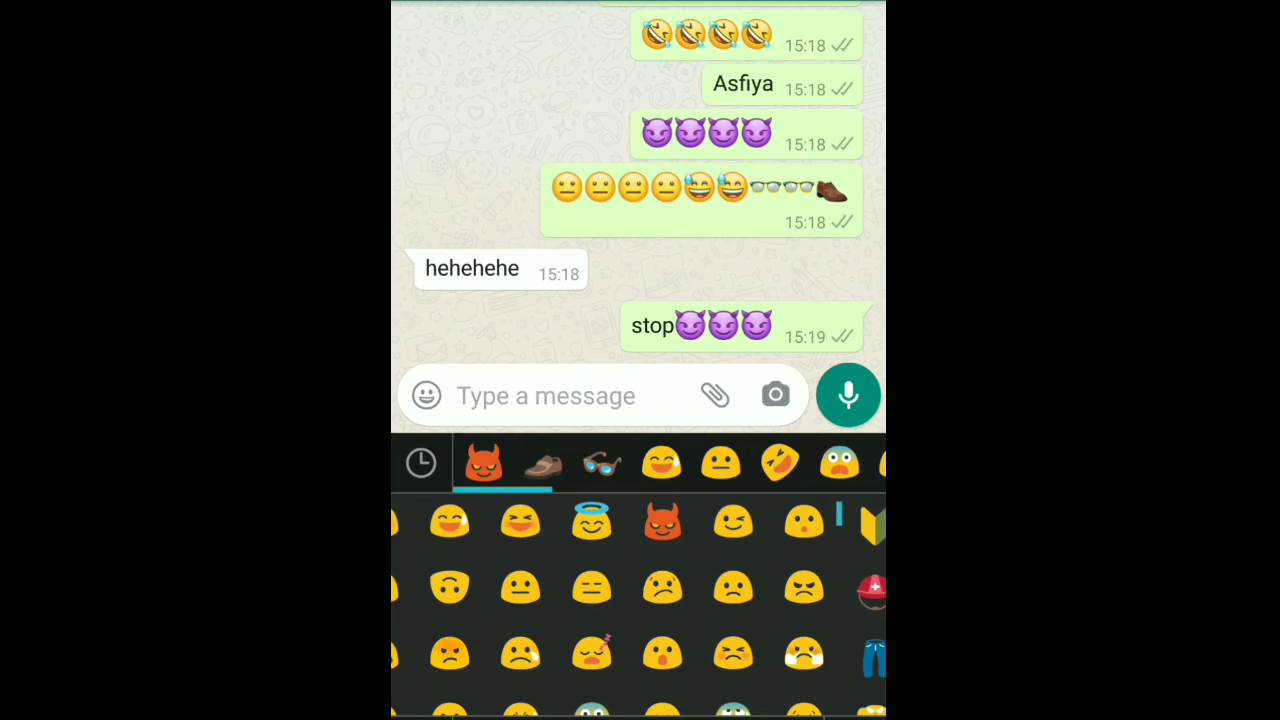 🤣🤣🤣🤣 15:18
Asfiya 15:18
😈😈😈😈 15:18
😐😐😐😐😅😅👓👓👞
15:18
hehehehe 15:18
stop😈😈😈 15:19
Type a message